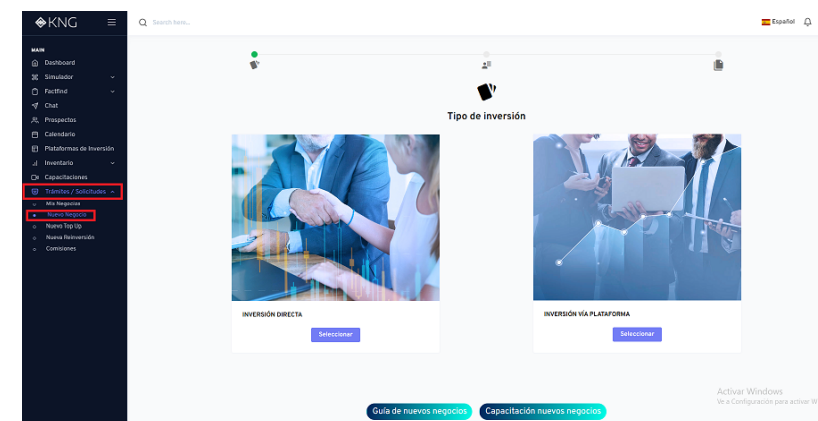 KNG
Search here...
Español
MAIN
Dashboard
Simulador
Factfind
Chat
Prospectos
Calendario
Plataformas de Inversión
Inventario
Capacitaciones
Trámites / Solicitudes
Mis Negocios
Nuevo Negocio
Nuevo Top Up
Nueva Reinversión
Comisiones
Tipo de inversión
INVERSIÓN DIRECTA
Seleccionar
INVERSIÓN VÍA PLATAFORMA
Seleccionar
Guía de nuevos negocios
Capacitación nuevos negocios
Activar Windows
Ve a Configuración para activar W